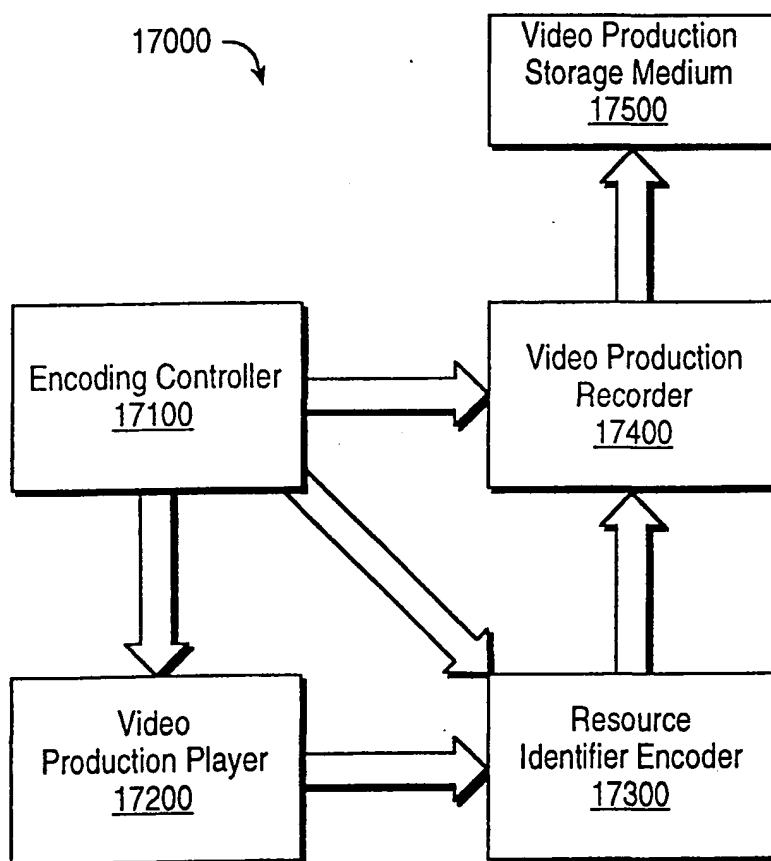 17000
Video Production
Storage Medium
17500
Encoding Controller
17100
Video Production
Recorder
17400
Video
Production Player
17200
Resource
Identifier Encoder
17300